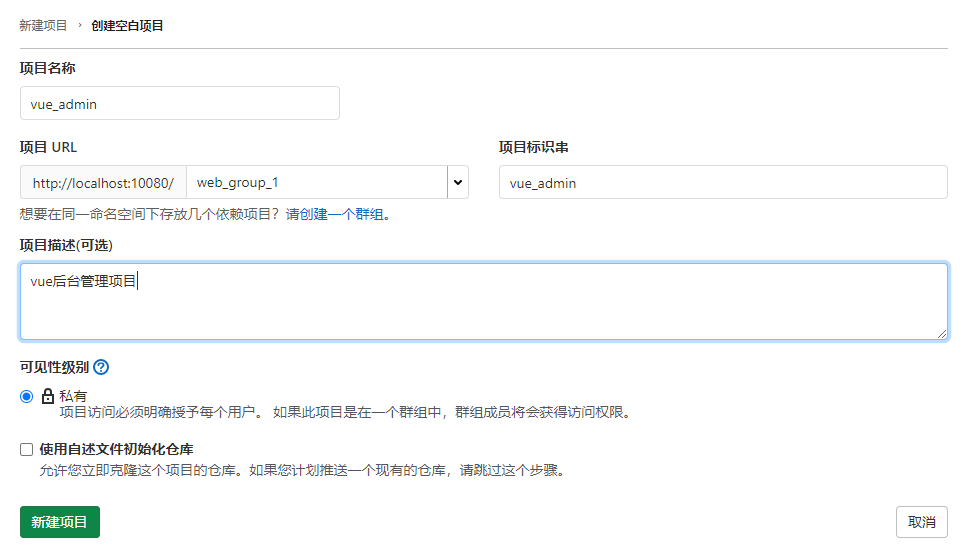 新建项目 › 创建空白项目
项目名称
vue_admin
项目 URL
项目标识串
http://localhost:10080/ web_group_1
vue_admin
想要在同一命名空间下存放几个依赖项目？请创建一个群组。
项目描述(可选)
vue后台管理项目
可见性级别
私有
项目访问必须明确授予每个用户。 如果此项目是在一个群组中，群组成员将会获得访问权限。
使用自述文件初始化仓库
允许您立即克隆这个项目的仓库。如果您计划推送一个现有的仓库，请跳过这个步骤。
新建项目
取消